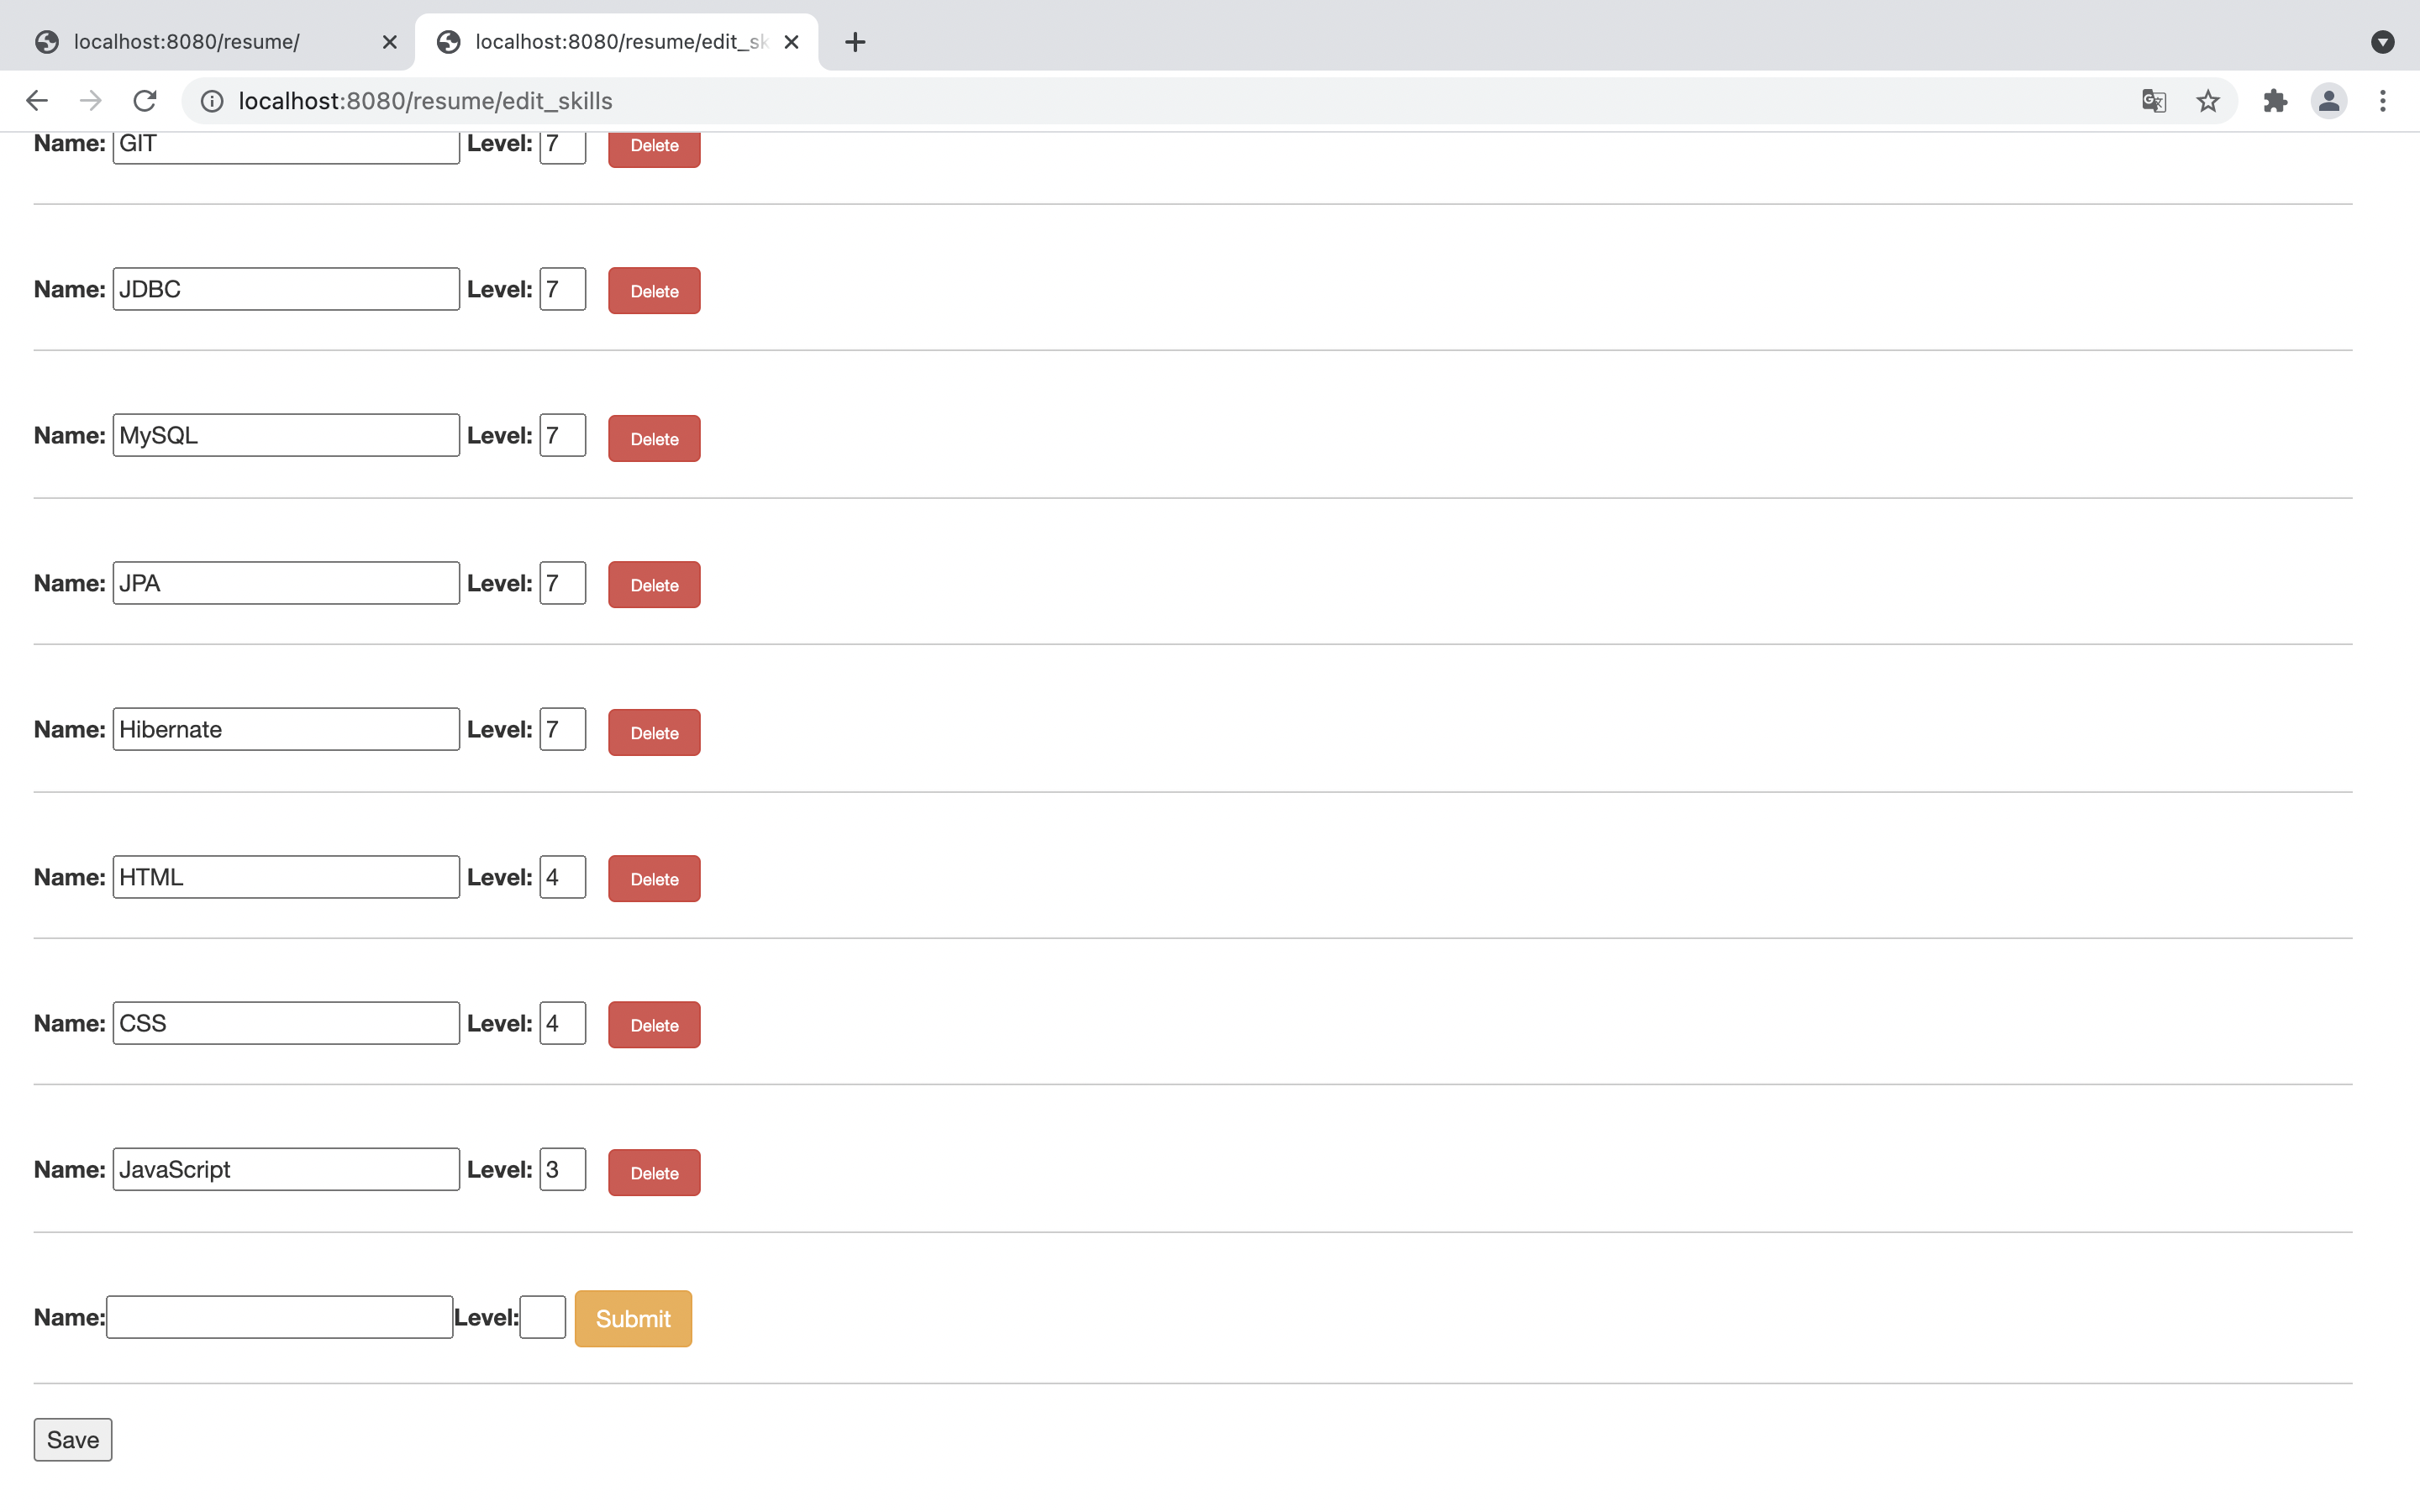 localhost:8080/resume/
localhost:8080/resume/edit_sk
localhost:8080/resume/edit_skills
Name: GIT Level: 7 Delete
Name: JDBC Level: 7 Delete
Name: MySQL Level: 7 Delete
Name: JPA Level: 7 Delete
Name: Hibernate Level: 7 Delete
Name: HTML Level: 4 Delete
Name: CSS Level: 4 Delete
Name: JavaScript Level: 3 Delete
Name: Level: Submit
Save